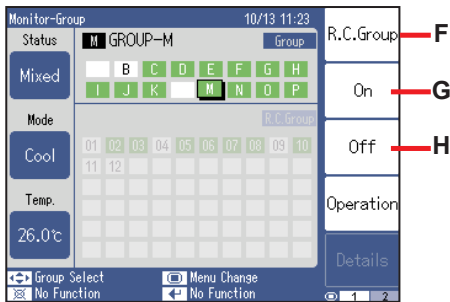 Monitor-Group 10/13 11:23
Status
Mixed
Mode
Cool
Temp.
26.0℃
M GROUP-M Group
B C D E F G H
I J K M N O P
R.C.Group
01 02 03 04 05 06 07 08 09 10
11 12
R.C.Group
On
Off
Operation
Details
F
G
H
Group Select Menu Change
No Function No Function
1 2